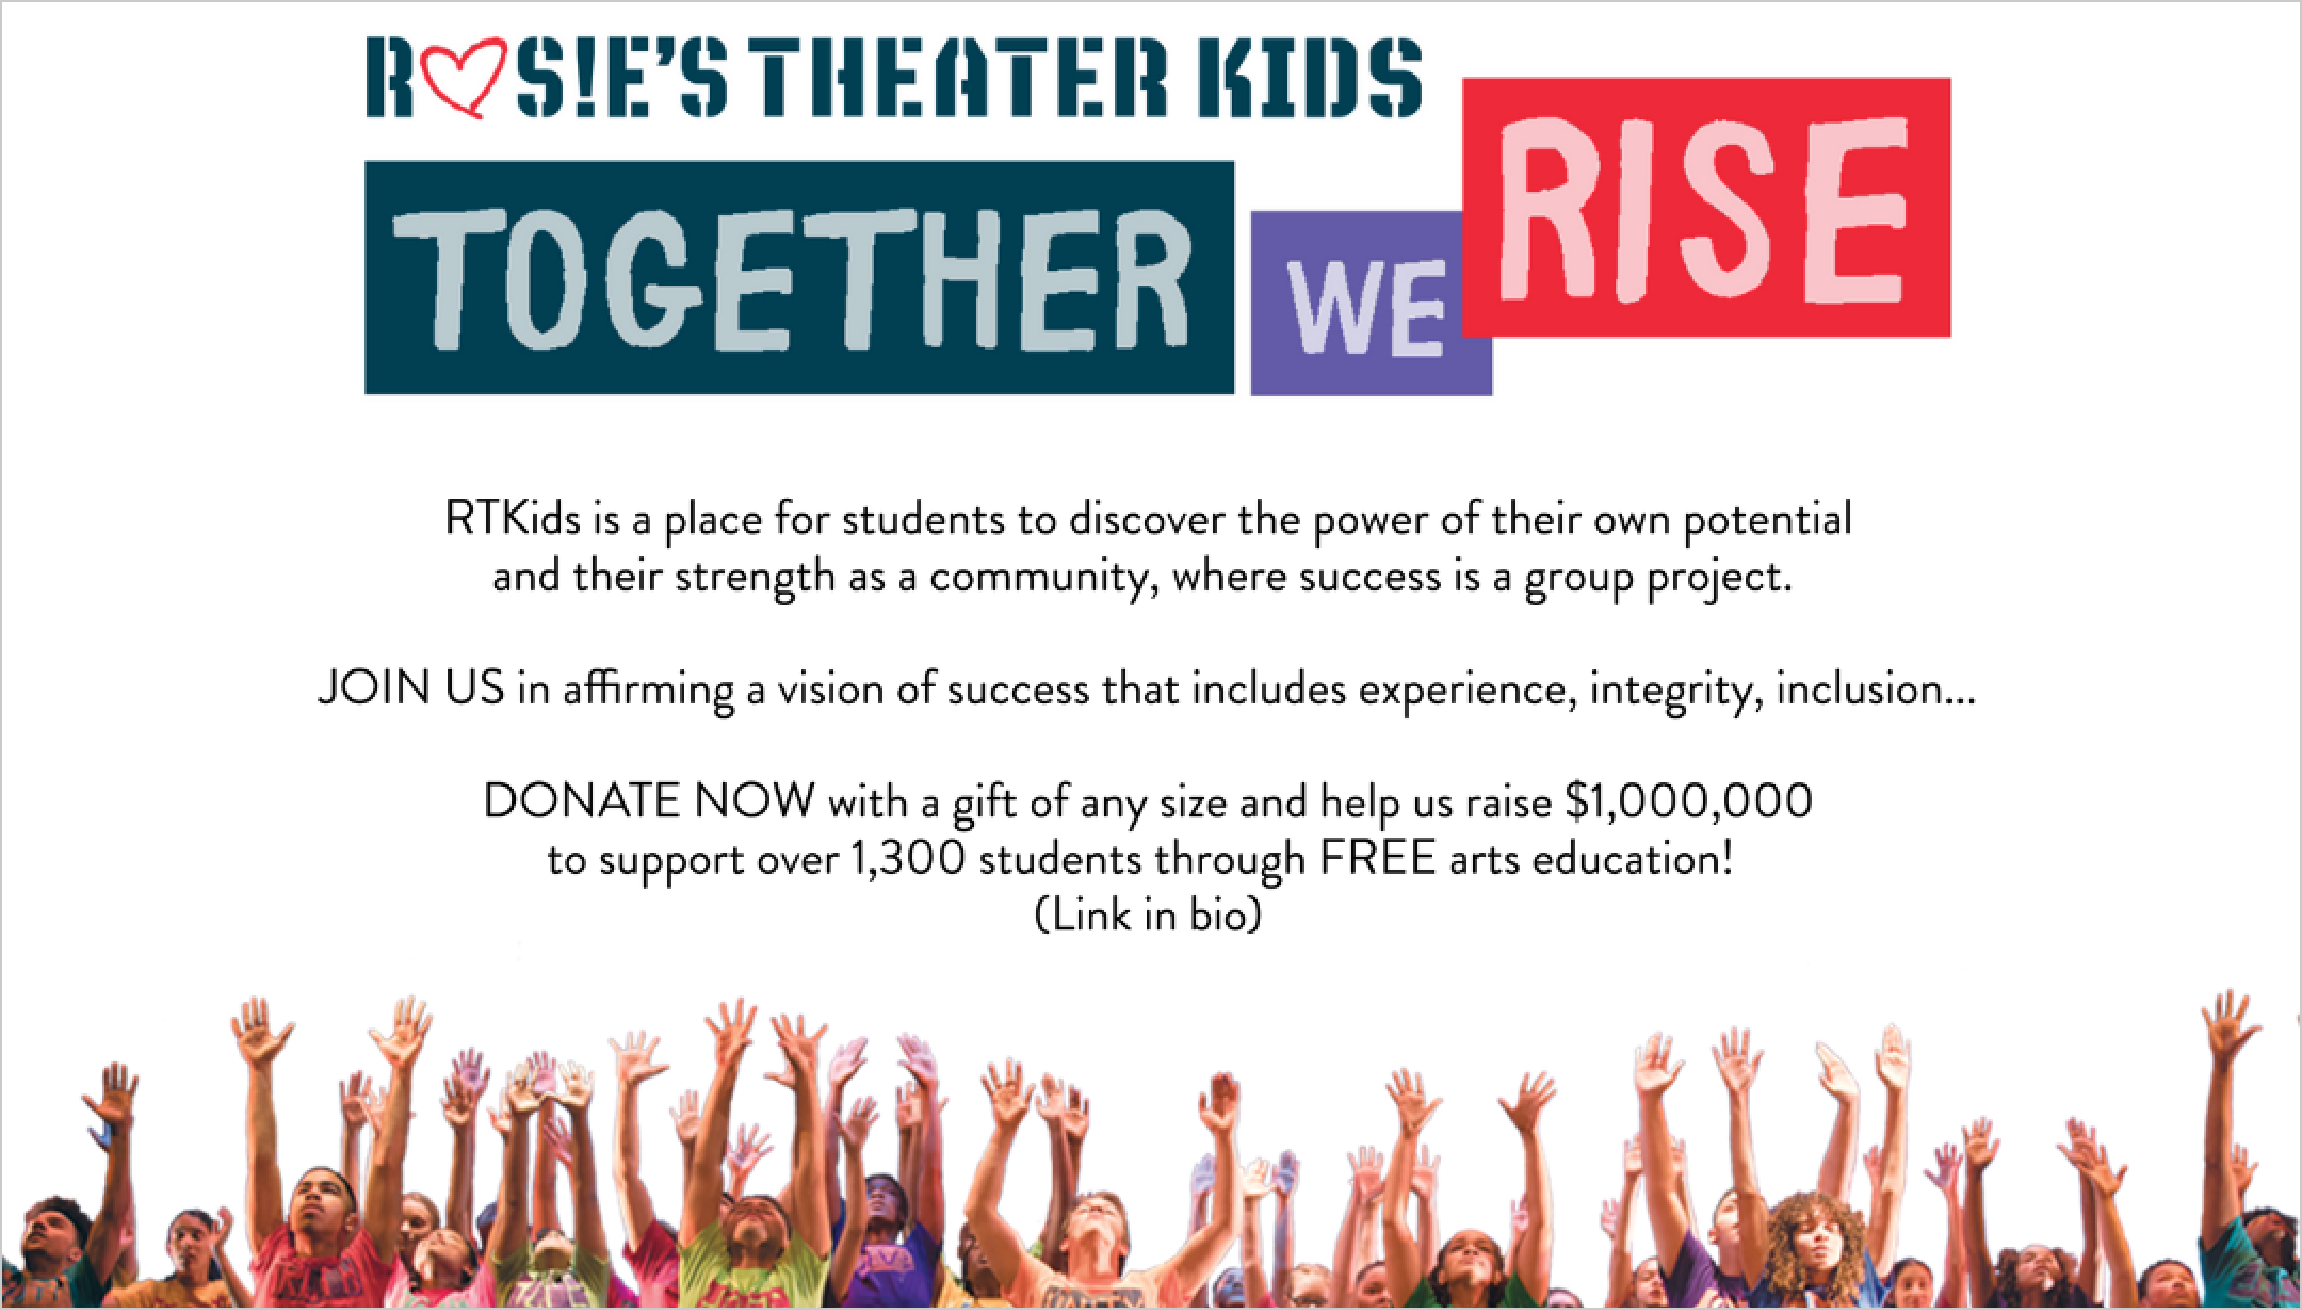 ROS!E'S THEATER KIDS
TOGETHER WE RISE
RTKids is a place for students to discover the power of their own potential
and their strength as a community, where success is a group project.
JOIN US in affirming a vision of success that includes experience, integrity, inclusion...
DONATE NOW with a gift of any size and help us raise $1,000,000
to support over 1,300 students through FREE arts education!
(Link in bio)